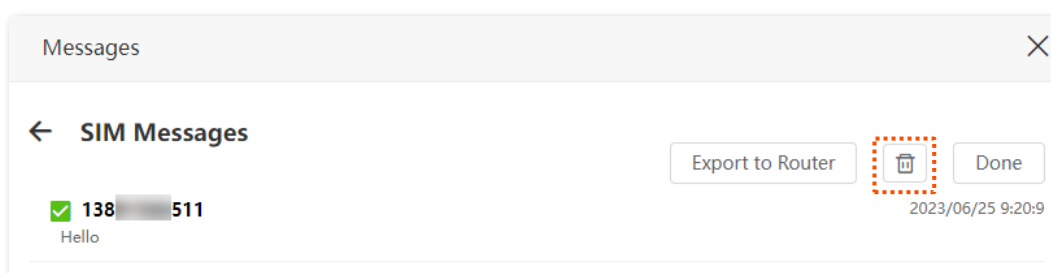 Messages
SIM Messages
Export to Router
Done
138 511
2023/06/25 9:20:9
Hello